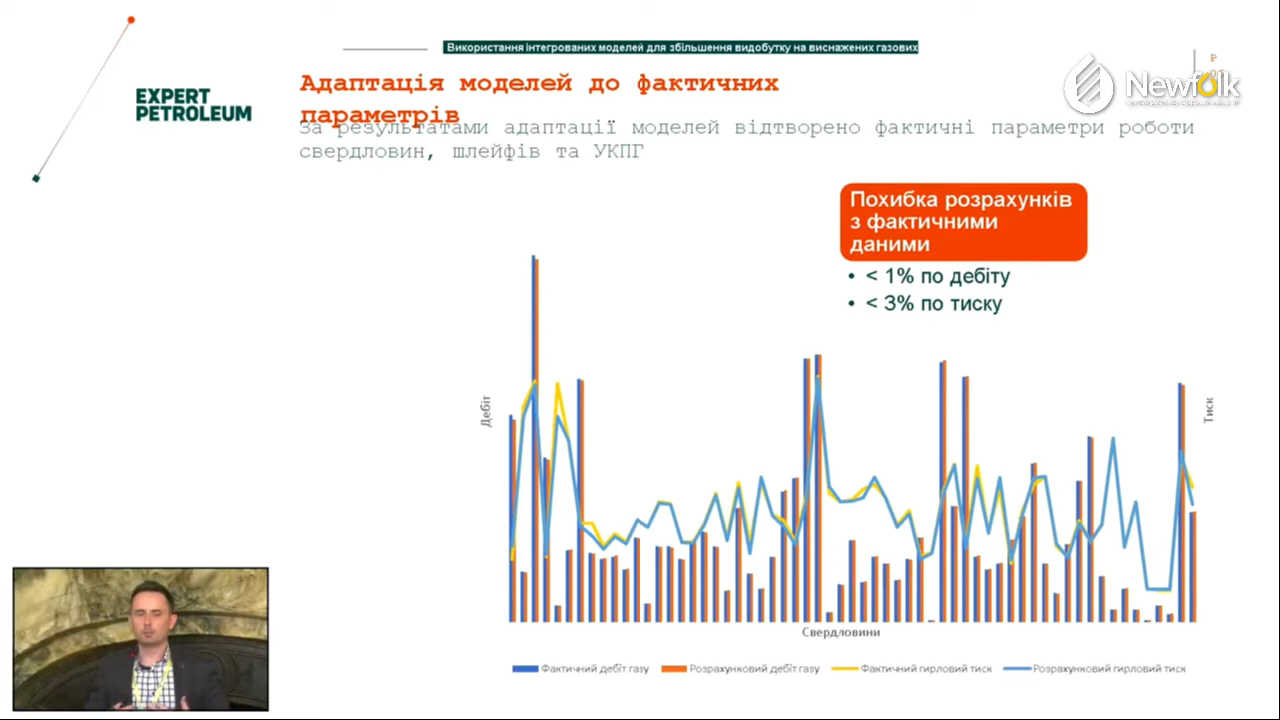 Використання інтегрованих моделей для збільшення видобутку на виснажених газових
EXPERT
PETROLEUM
Newfolk
P
Адаптація моделей до фактичних
параметрів
За результатами адаптації моделей відтворено фактичні параметри роботи
свердловин, шлейфів та УКПГ
Похибка розрахунків
з фактичними
даними
• < 1% по дебіту
• < 3% по тиску
Дебіт
Тиск
Свердловини
Фактичний дебіт газу
Розрахунковий дебіт газу
Фактичний гирловий тиск
Розрахунковий гирловий тиск